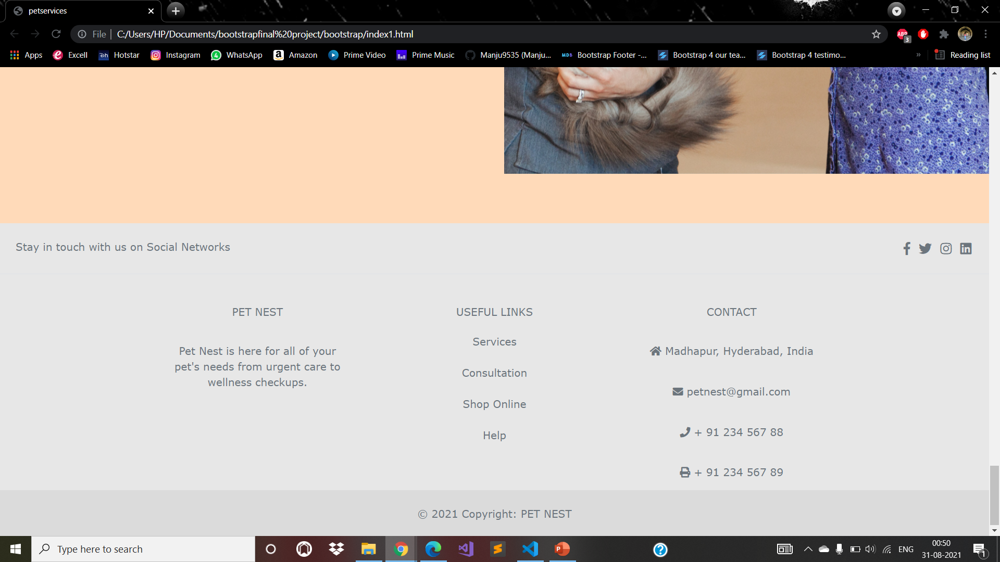 petservices
File
C:/Users/HP/Documents/bootstrapfinal%20project/bootstrap/index1.html
ABP
3
Apps
Excell
Hotstar
Instagram
4
WhatsApp
Amazon
Prime Video
Prime Music
Manju9535 (Manju...
MDB
Bootstrap Footer -...
Bootstrap 4 our tea...
Bootstrap 4 testimo...
»
Reading list
Stay in touch with us on Social Networks
PET NEST
Pet Nest is here for all of your
pet's needs from urgent care to
wellness checkups.
USEFUL LINKS
Services
Consultation
Shop Online
Help
CONTACT
Madhapur, Hyderabad, India
petnest@gmail.com
+ 91 234 567 88
+ 91 234 567 89
© 2021 Copyright: PET NEST
Type here to search
ENG
00:50
31-08-2021
1